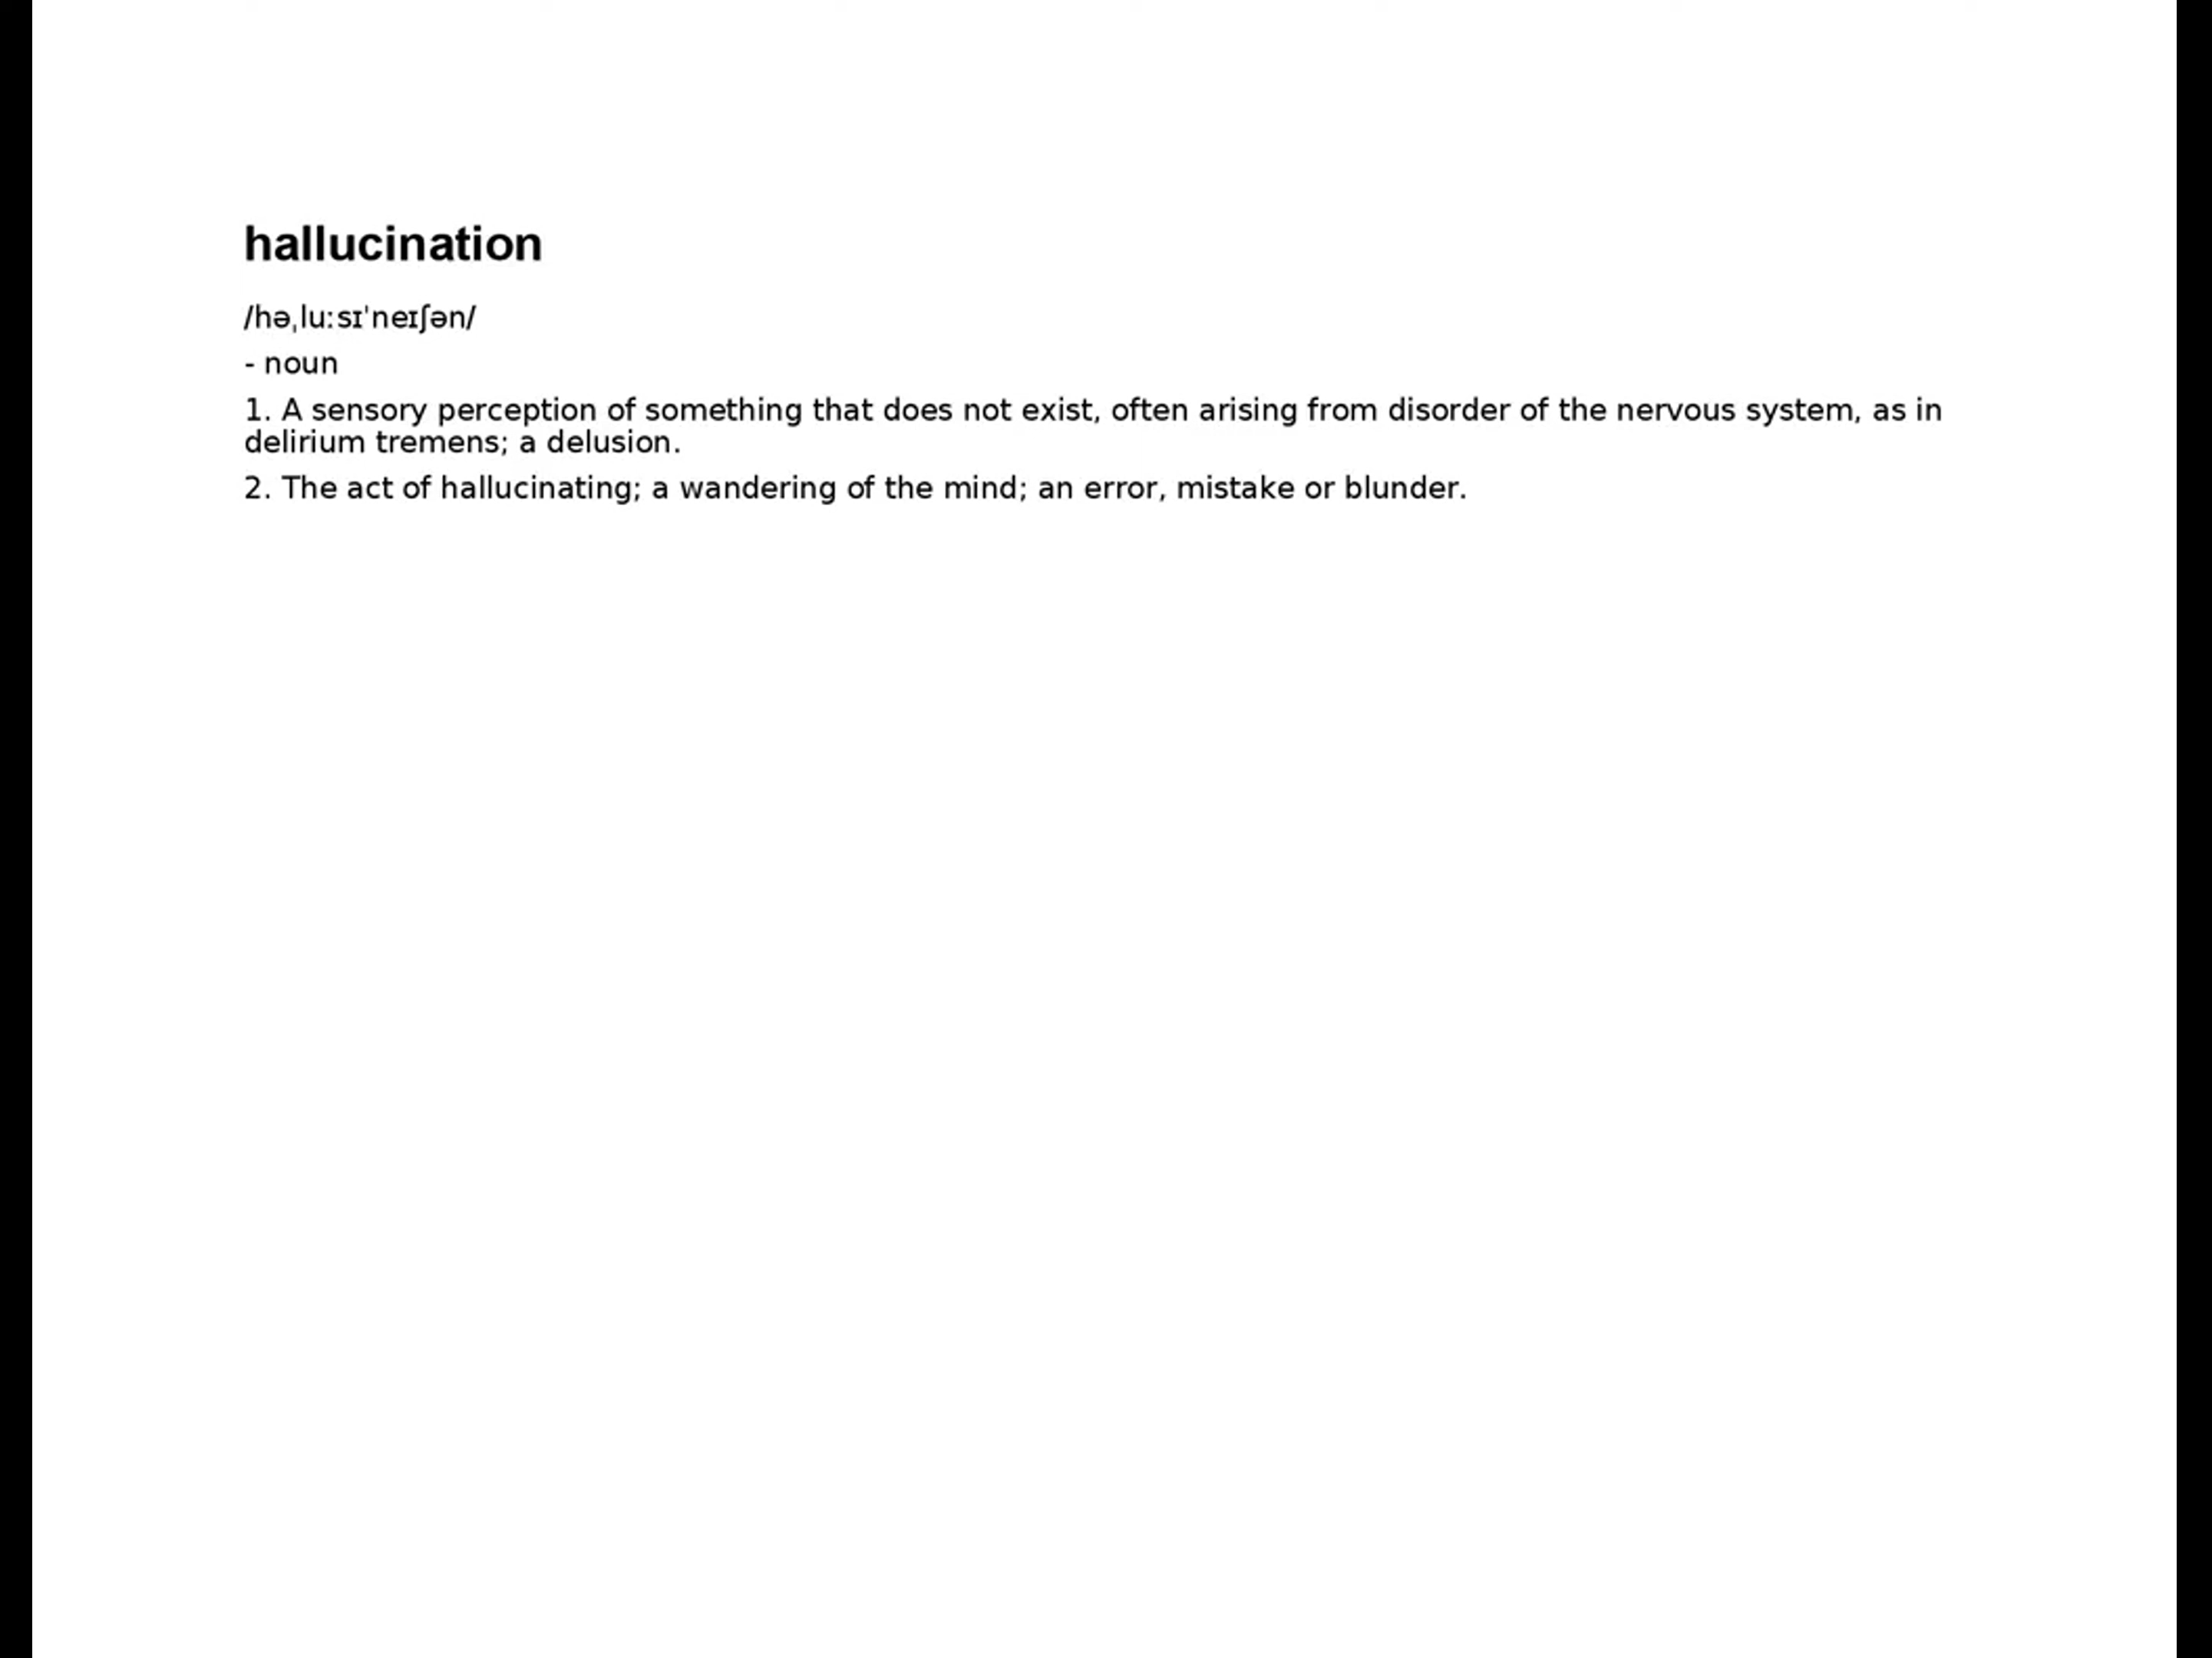 hallucination
/həˌluːsɪˈneɪʃən/
- noun
1. A sensory perception of something that does not exist, often arising from disorder of the nervous system, as in
delirium tremens; a delusion.
2. The act of hallucinating; a wandering of the mind; an error, mistake or blunder.